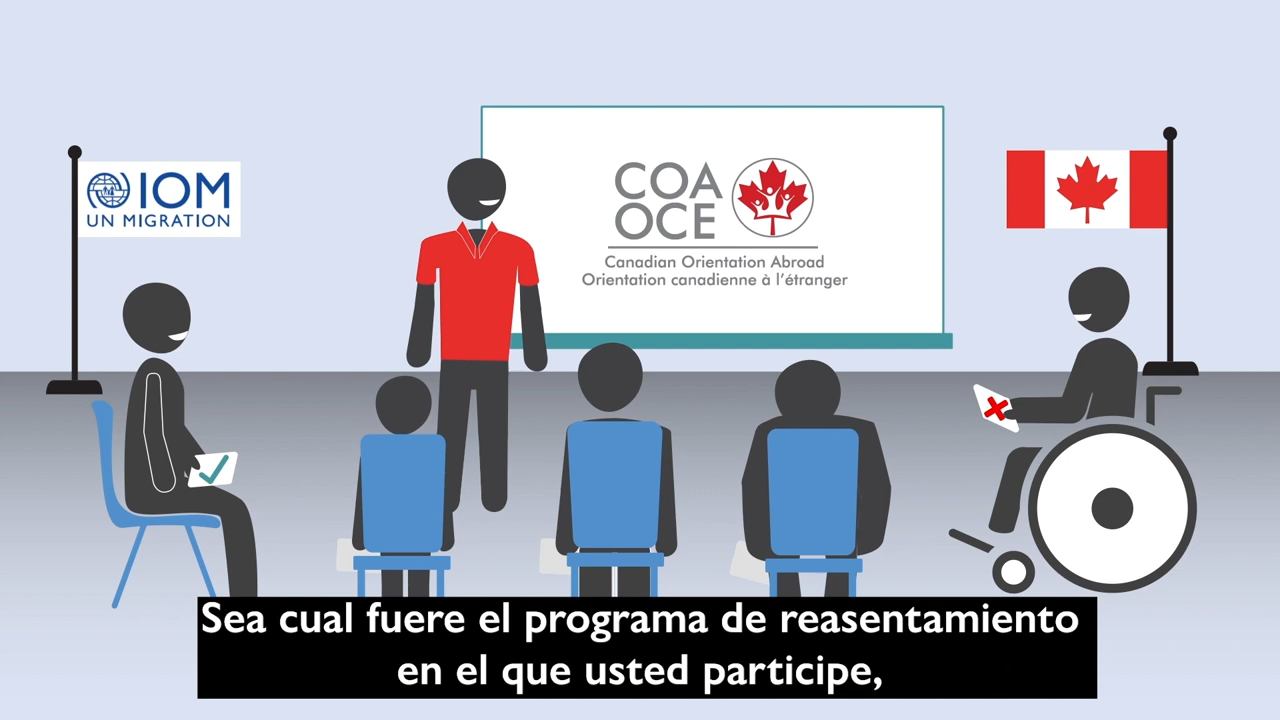 IOM
UN MIGRATION
COA
OCE
Canadian Orientation Abroad
Orientation canadienne à l'étranger
Sea cual fuere el programa de reasentamiento
en el que usted participe,